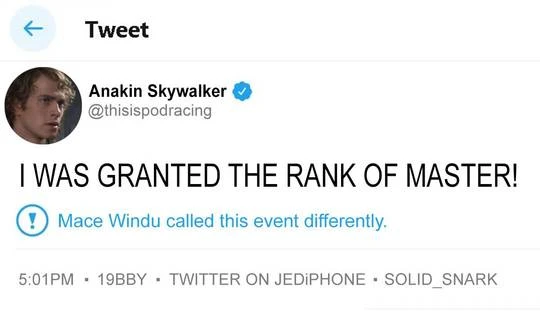 Tweet
Anakin Skywalker
@thisispodracing
I WAS GRANTED THE RANK OF MASTER!
Mace Windu called this event differently.
5:01PM · 19BBY · TWITTER ON JEDiPHONE · SOLID_SNARK